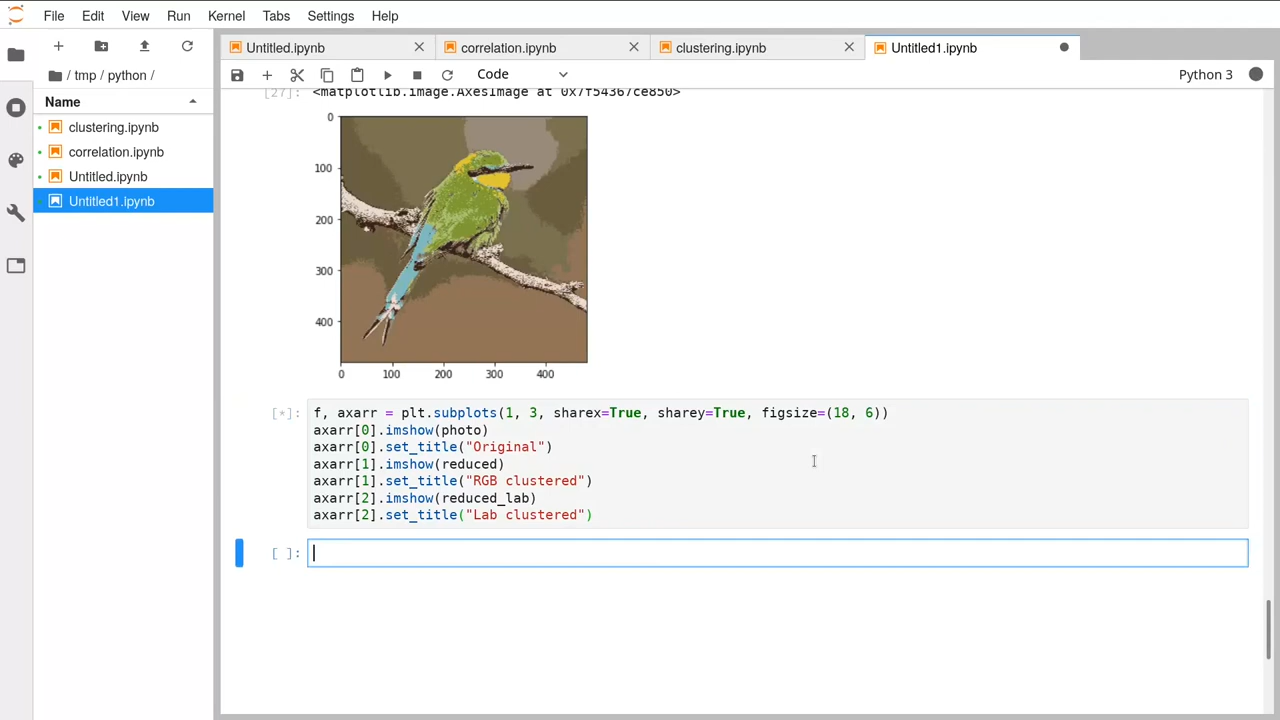 File Edit View Run Kernel Tabs Settings Help
Untitled.ipynb correlation.ipynb clustering.ipynb Untitled1.ipynb
Code Python 3
/ tmp / python /
Name
clustering.ipynb
correlation.ipynb
Untitled.ipynb
Untitled1.ipynb
[27]: <matplotlib.image.AxesImage at 0x7f54367ce850>
0
100
200
300
400
0 100 200 300 400
[*]: f, axarr = plt.subplots(1, 3, sharex=True, sharey=True, figsize=(18, 6))
axarr[0].imshow(photo)
axarr[0].set_title("Original")
axarr[1].imshow(reduced)
axarr[1].set_title("RGB clustered")
axarr[2].imshow(reduced_lab)
axarr[2].set_title("Lab clustered")
[ ]: